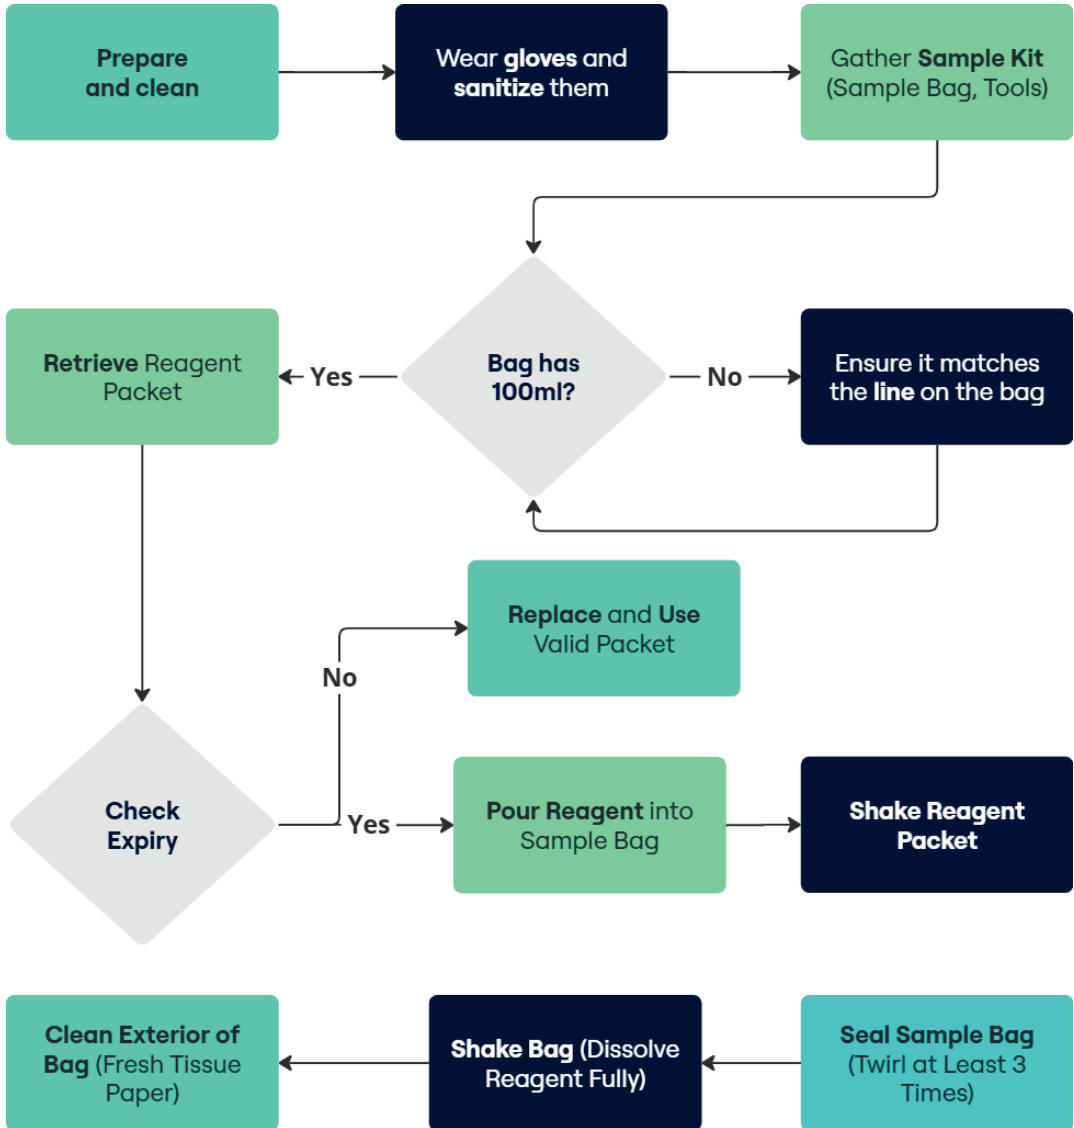 Prepare
and clean
Wear gloves and
sanitize them
Gather Sample Kit
(Sample Bag, Tools)
Retrieve Reagent
Packet
Yes
Bag has
100ml?
No
Ensure it matches
the line on the bag
Replace and Use
Valid Packet
No
Check
Expiry
Yes
Pour Reagent into
Sample Bag
Shake Reagent
Packet
Clean Exterior of
Bag (Fresh Tissue
Paper)
Shake Bag (Dissolve
Reagent Fully)
Seal Sample Bag
(Twirl at Least 3
Times)